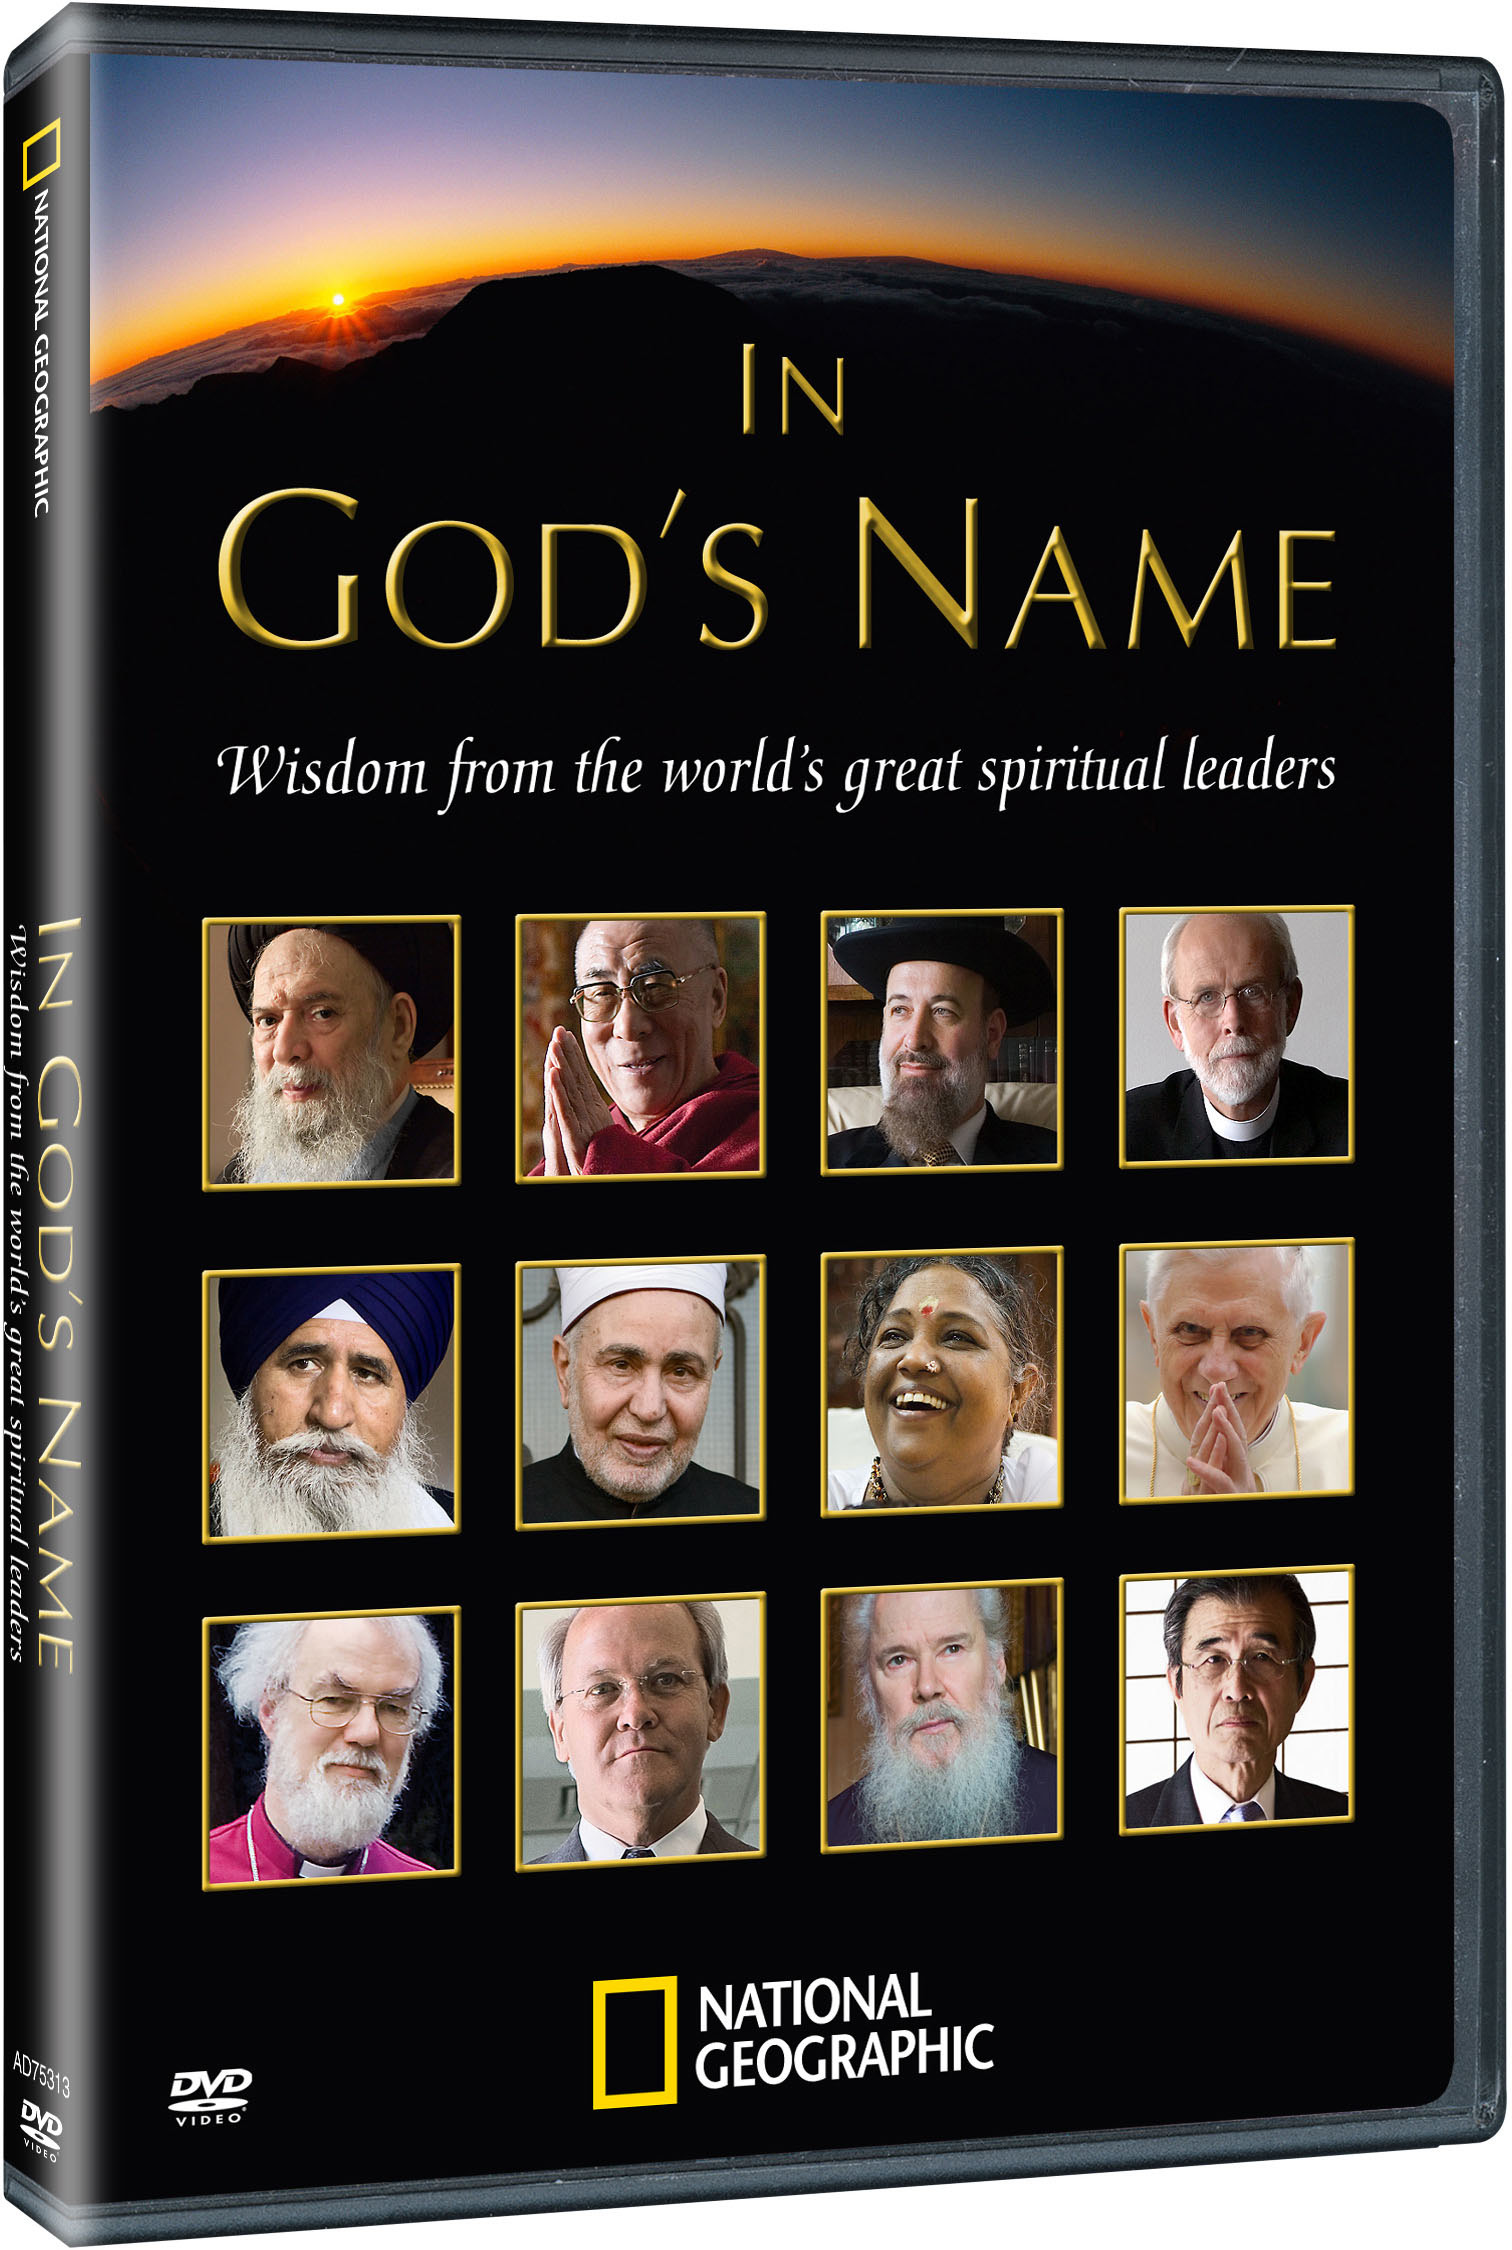 IN
GOD'S NAME
Wisdom from the world's great spiritual leaders
NATIONAL
GEOGRAPHIC
DVD
VIDEO
NATIONAL GEOGRAPHIC
IN GOD'S NAME
Wisdom from the world's great spiritual leaders
AD75313
DVD
VIDEO